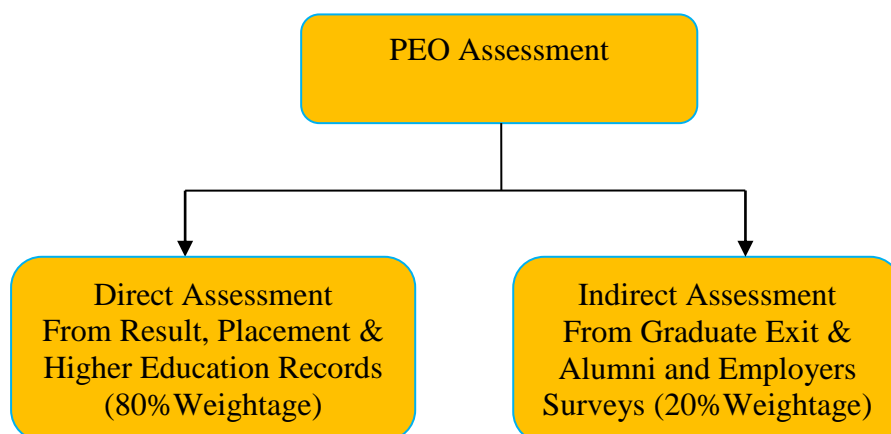 PEO Assessment
Direct Assessment
From Result, Placement &
Higher Education Records
(80%Weightage)
Indirect Assessment
From Graduate Exit &
Alumni and Employers
Surveys (20%Weightage)